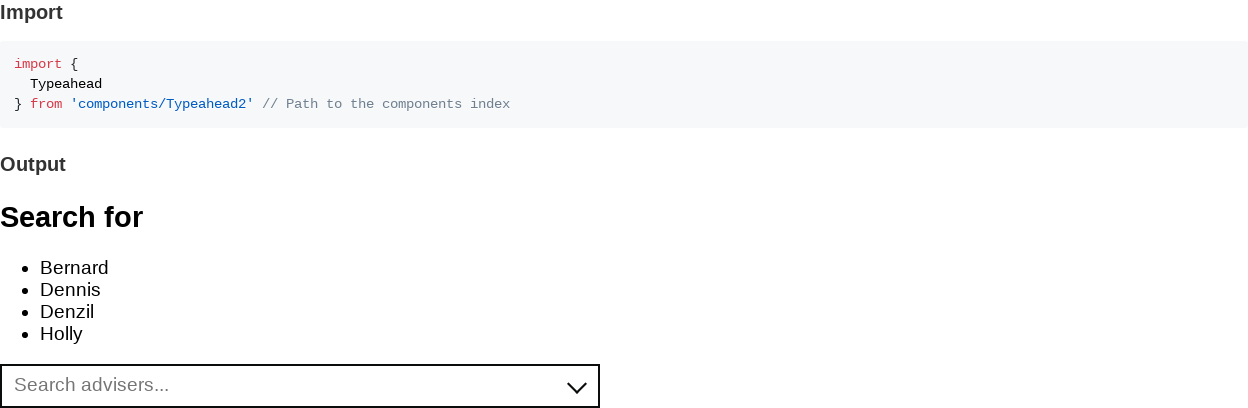 Import
import {
  Typeahead
} from 'components/Typeahead2' // Path to the components index
Output
Search for
Bernard
Dennis
Denzil
Holly
Search advisers...